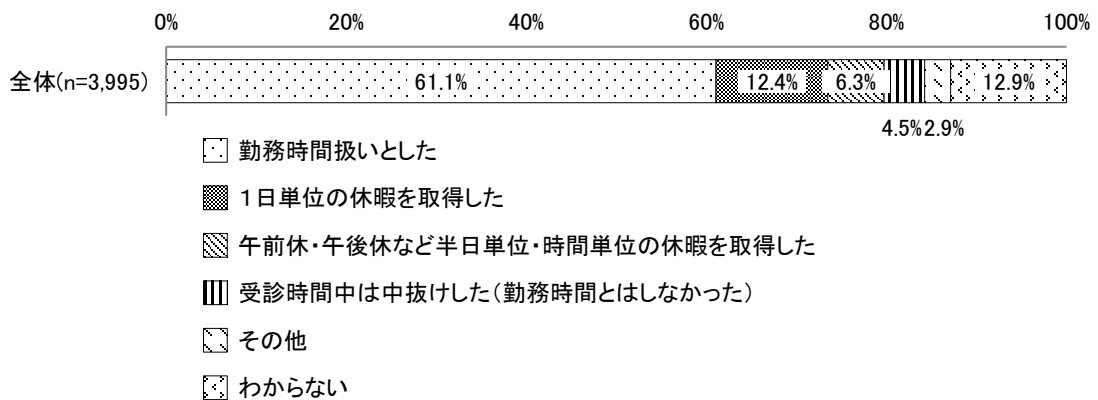 0% 20% 40% 60% 80% 100%
全体(n=3,995) 61.1% 12.4% 6.3% 12.9%
4.5% 2.9%
勤務時間扱いとした
１日単位の休暇を取得した
午前休・午後休など半日単位・時間単位の休暇を取得した
受診時間中は中抜けした（勤務時間とはしなかった）
その他
わからない